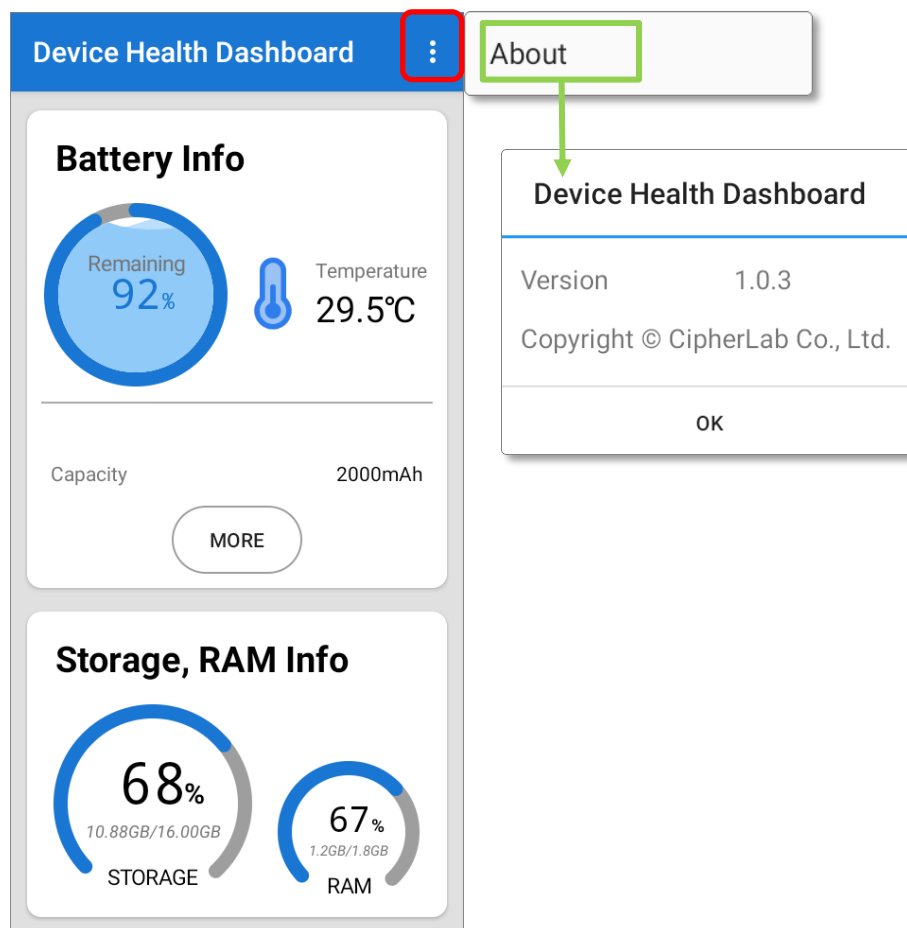 Device Health Dashboard
About
Battery Info
Remaining
92%
Temperature
29.5℃
Capacity 2000mAh
MORE
Storage, RAM Info
68%
10.88GB/16.00GB
STORAGE
67%
1.2GB/1.8GB
RAM
Device Health Dashboard
Version 1.0.3
Copyright © CipherLab Co., Ltd.
OK